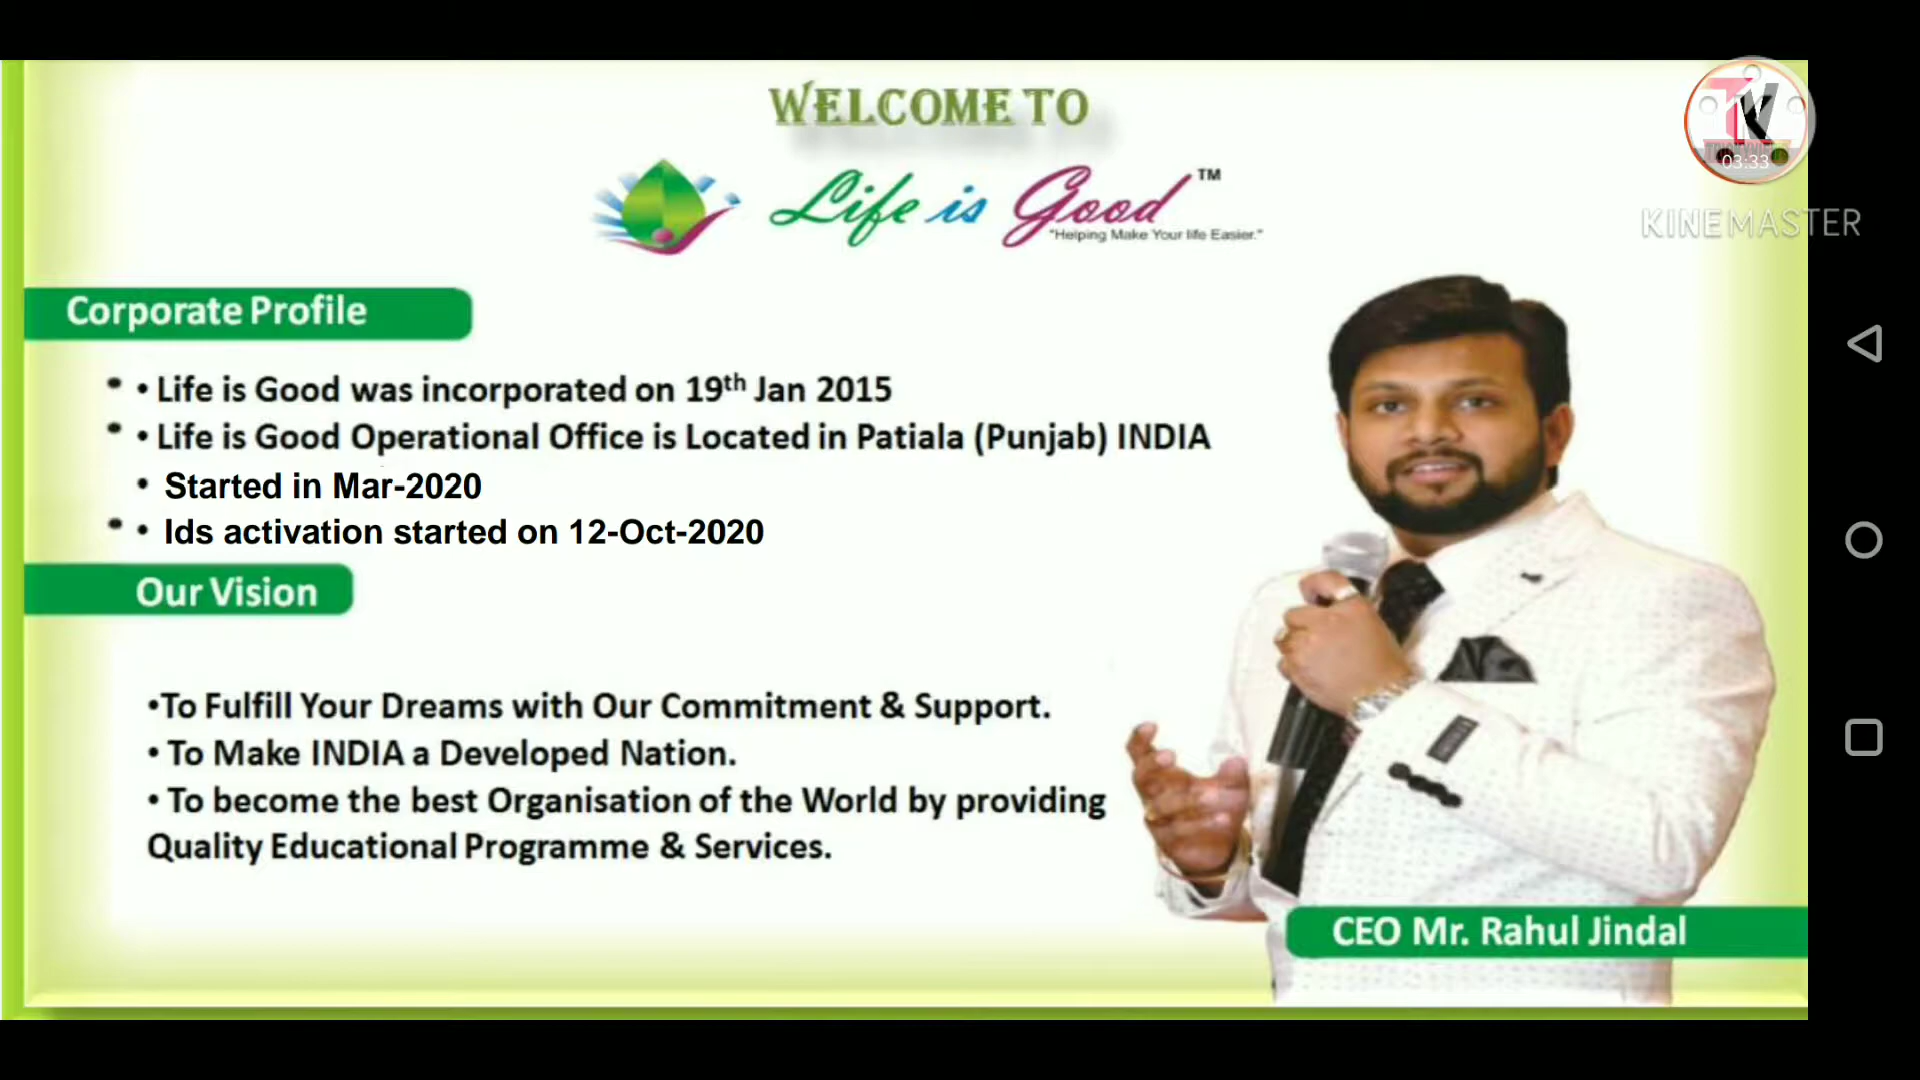 WELCOME TO
Life is Good™
"Helping Make Your life Easier."
03:33
KINEMASTER
Corporate Profile
• • Life is Good was incorporated on 19th Jan 2015
• • Life is Good Operational Office is Located in Patiala (Punjab) INDIA
• Started in Mar-2020
• • Ids activation started on 12-Oct-2020
Our Vision
•To Fulfill Your Dreams with Our Commitment & Support.
• To Make INDIA a Developed Nation.
• To become the best Organisation of the World by providing
Quality Educational Programme & Services.
CEO Mr. Rahul Jindal